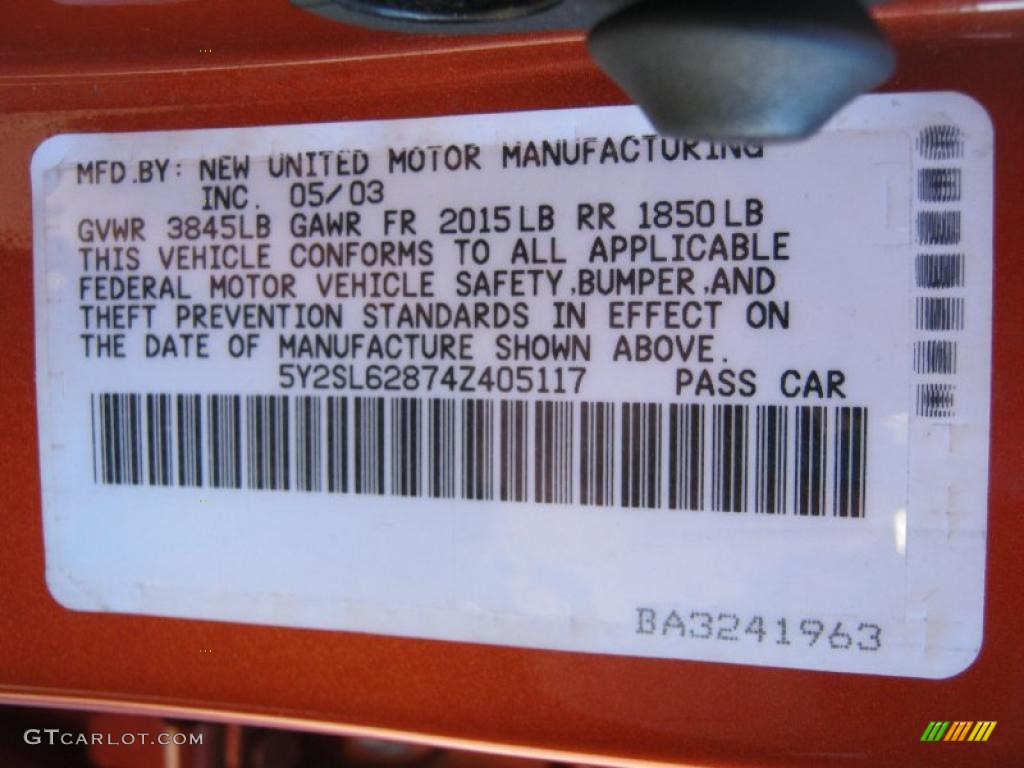 MFD.BY: NEW UNITED MOTOR MANUFACTURING
INC. 05/03
GVWR 3845LB GAWR FR 2015LB RR 1850LB
THIS VEHICLE CONFORMS TO ALL APPLICABLE
FEDERAL MOTOR VEHICLE SAFETY,BUMPER,AND
THEFT PREVENTION STANDARDS IN EFFECT ON
THE DATE OF MANUFACTURE SHOWN ABOVE.
5Y2SL62874Z405117 PASS CAR
BA3241963
GTCARLOT.COM